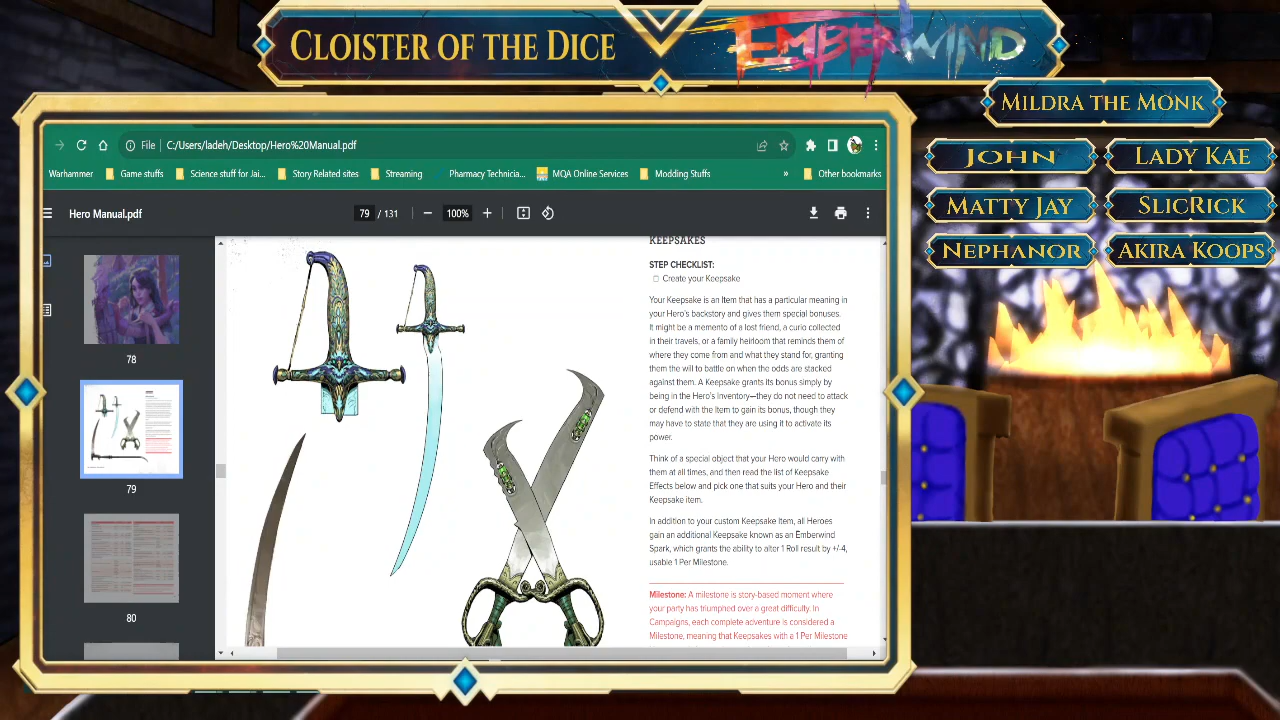 CLOISTER OF THE DICE
EMBERWIND
MILDRA THE MONK
JOHN
LADY KAE
MATTY JAY
SLICRICK
NEPHANOR
AKIRA KOOPS
File
C:/Users/ladeh/Desktop/Hero%20Manual.pdf
Warhammer
Game stuffs
Science stuff for Jai...
Story Related sites
Streaming
Pharmacy Technicia...
MQA Online Services
Modding Stuffs
»
Other bookmarks
Hero Manual.pdf
79 / 131
100%
78
79
80
KEEPSAKES
STEP CHECKLIST:
Create your Keepsake
Your Keepsake is an Item that has a particular meaning in
your Hero's backstory and gives them special bonuses.
It might be a memento of a lost friend, a curio collected
in their travels, or a family heirloom that reminds them of
where they come from and what they stand for, granting
them the will to battle on when the odds are stacked
against them. A Keepsake grants its bonus simply by
being in the Hero's Inventory—they do not need to attack
or defend with the Item to gain its bonus, though they
may have to state that they are using it to activate its
power.
Think of a special object that your Hero would carry with
them at all times, and then read the list of Keepsake
Effects below and pick one that suits your Hero and their
Keepsake item.
In addition to your custom Keepsake Item, all Heroes
gain an additional Keepsake known as an Emberwind
Spark, which grants the ability to alter 1 Roll result by +/-4,
usable 1 Per Milestone.
Milestone: A milestone is story-based moment where
your party has triumphed over a great difficulty. In
Campaigns, each complete adventure is considered a
Milestone, meaning that Keepsakes with a 1 Per Milestone